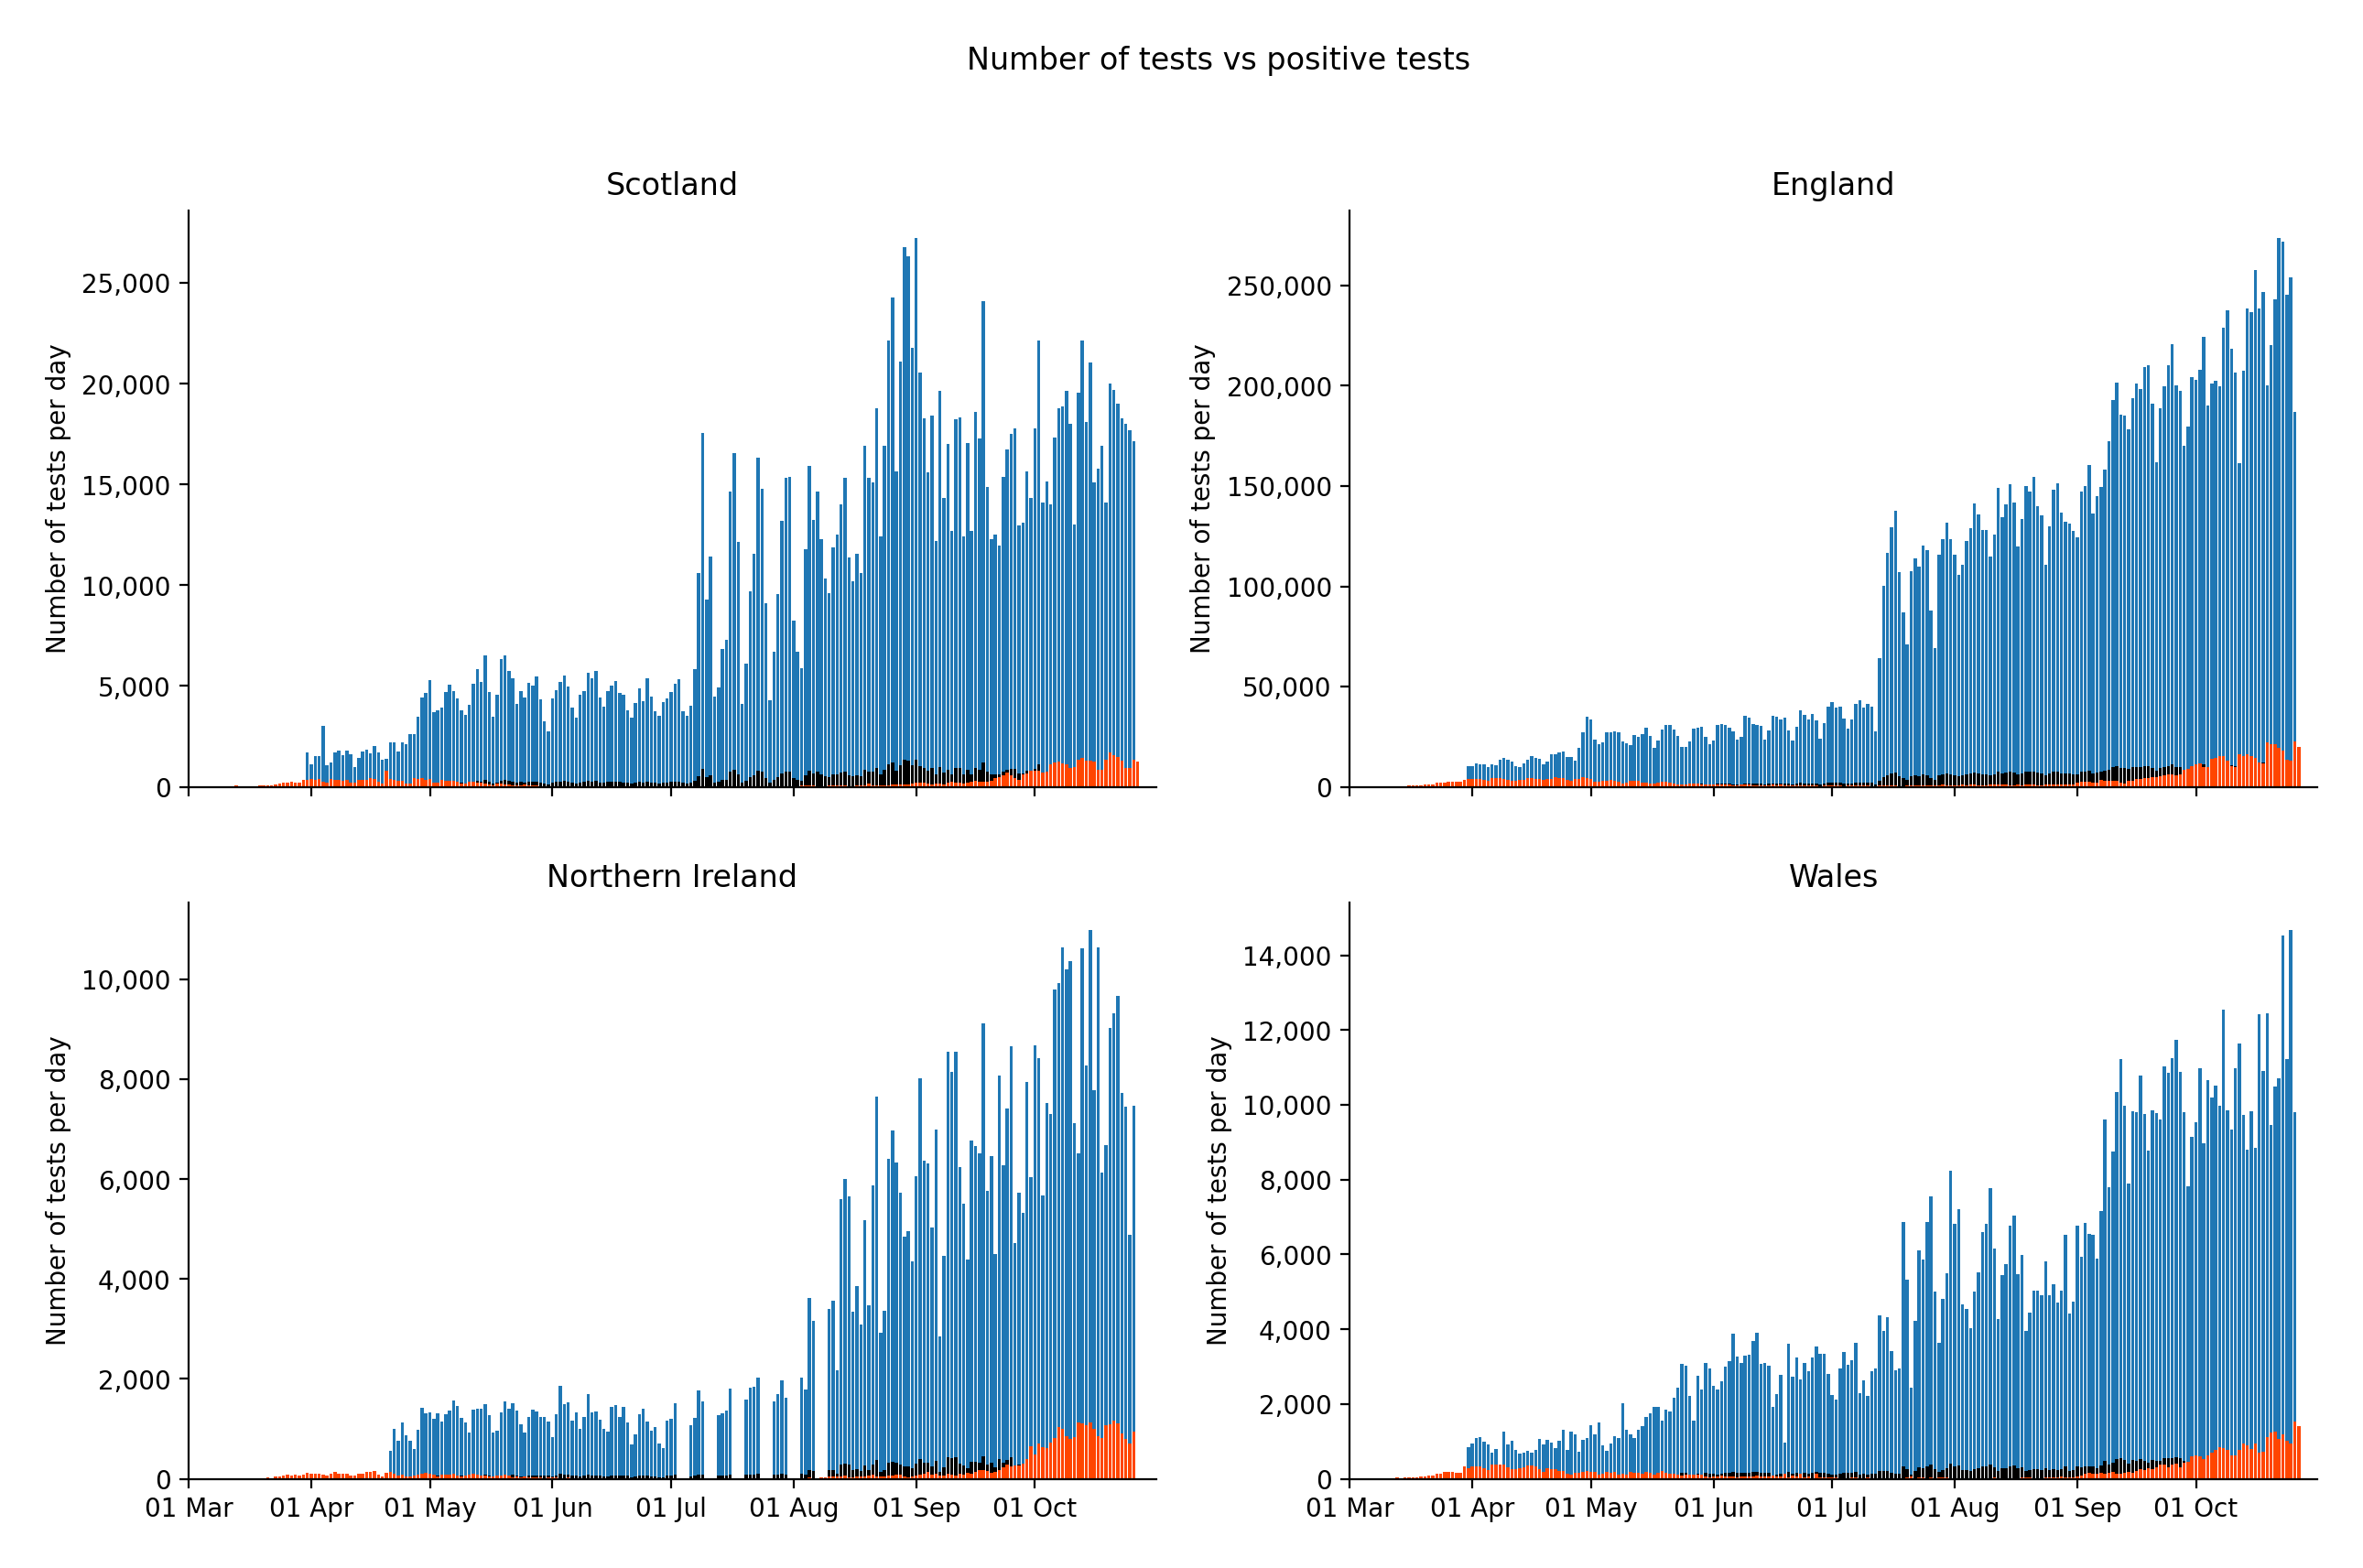 Number of tests vs positive tests
Scotland
Number of tests per day
25,000
20,000
15,000
10,000
5,000
0
England
Number of tests per day
250,000
200,000
150,000
100,000
50,000
0
Northern Ireland
Number of tests per day
10,000
8,000
6,000
4,000
2,000
0
01 Mar 01 Apr 01 May 01 Jun 01 Jul 01 Aug 01 Sep 01 Oct
Wales
Number of tests per day
14,000
12,000
10,000
8,000
6,000
4,000
2,000
0
01 Mar 01 Apr 01 May 01 Jun 01 Jul 01 Aug 01 Sep 01 Oct